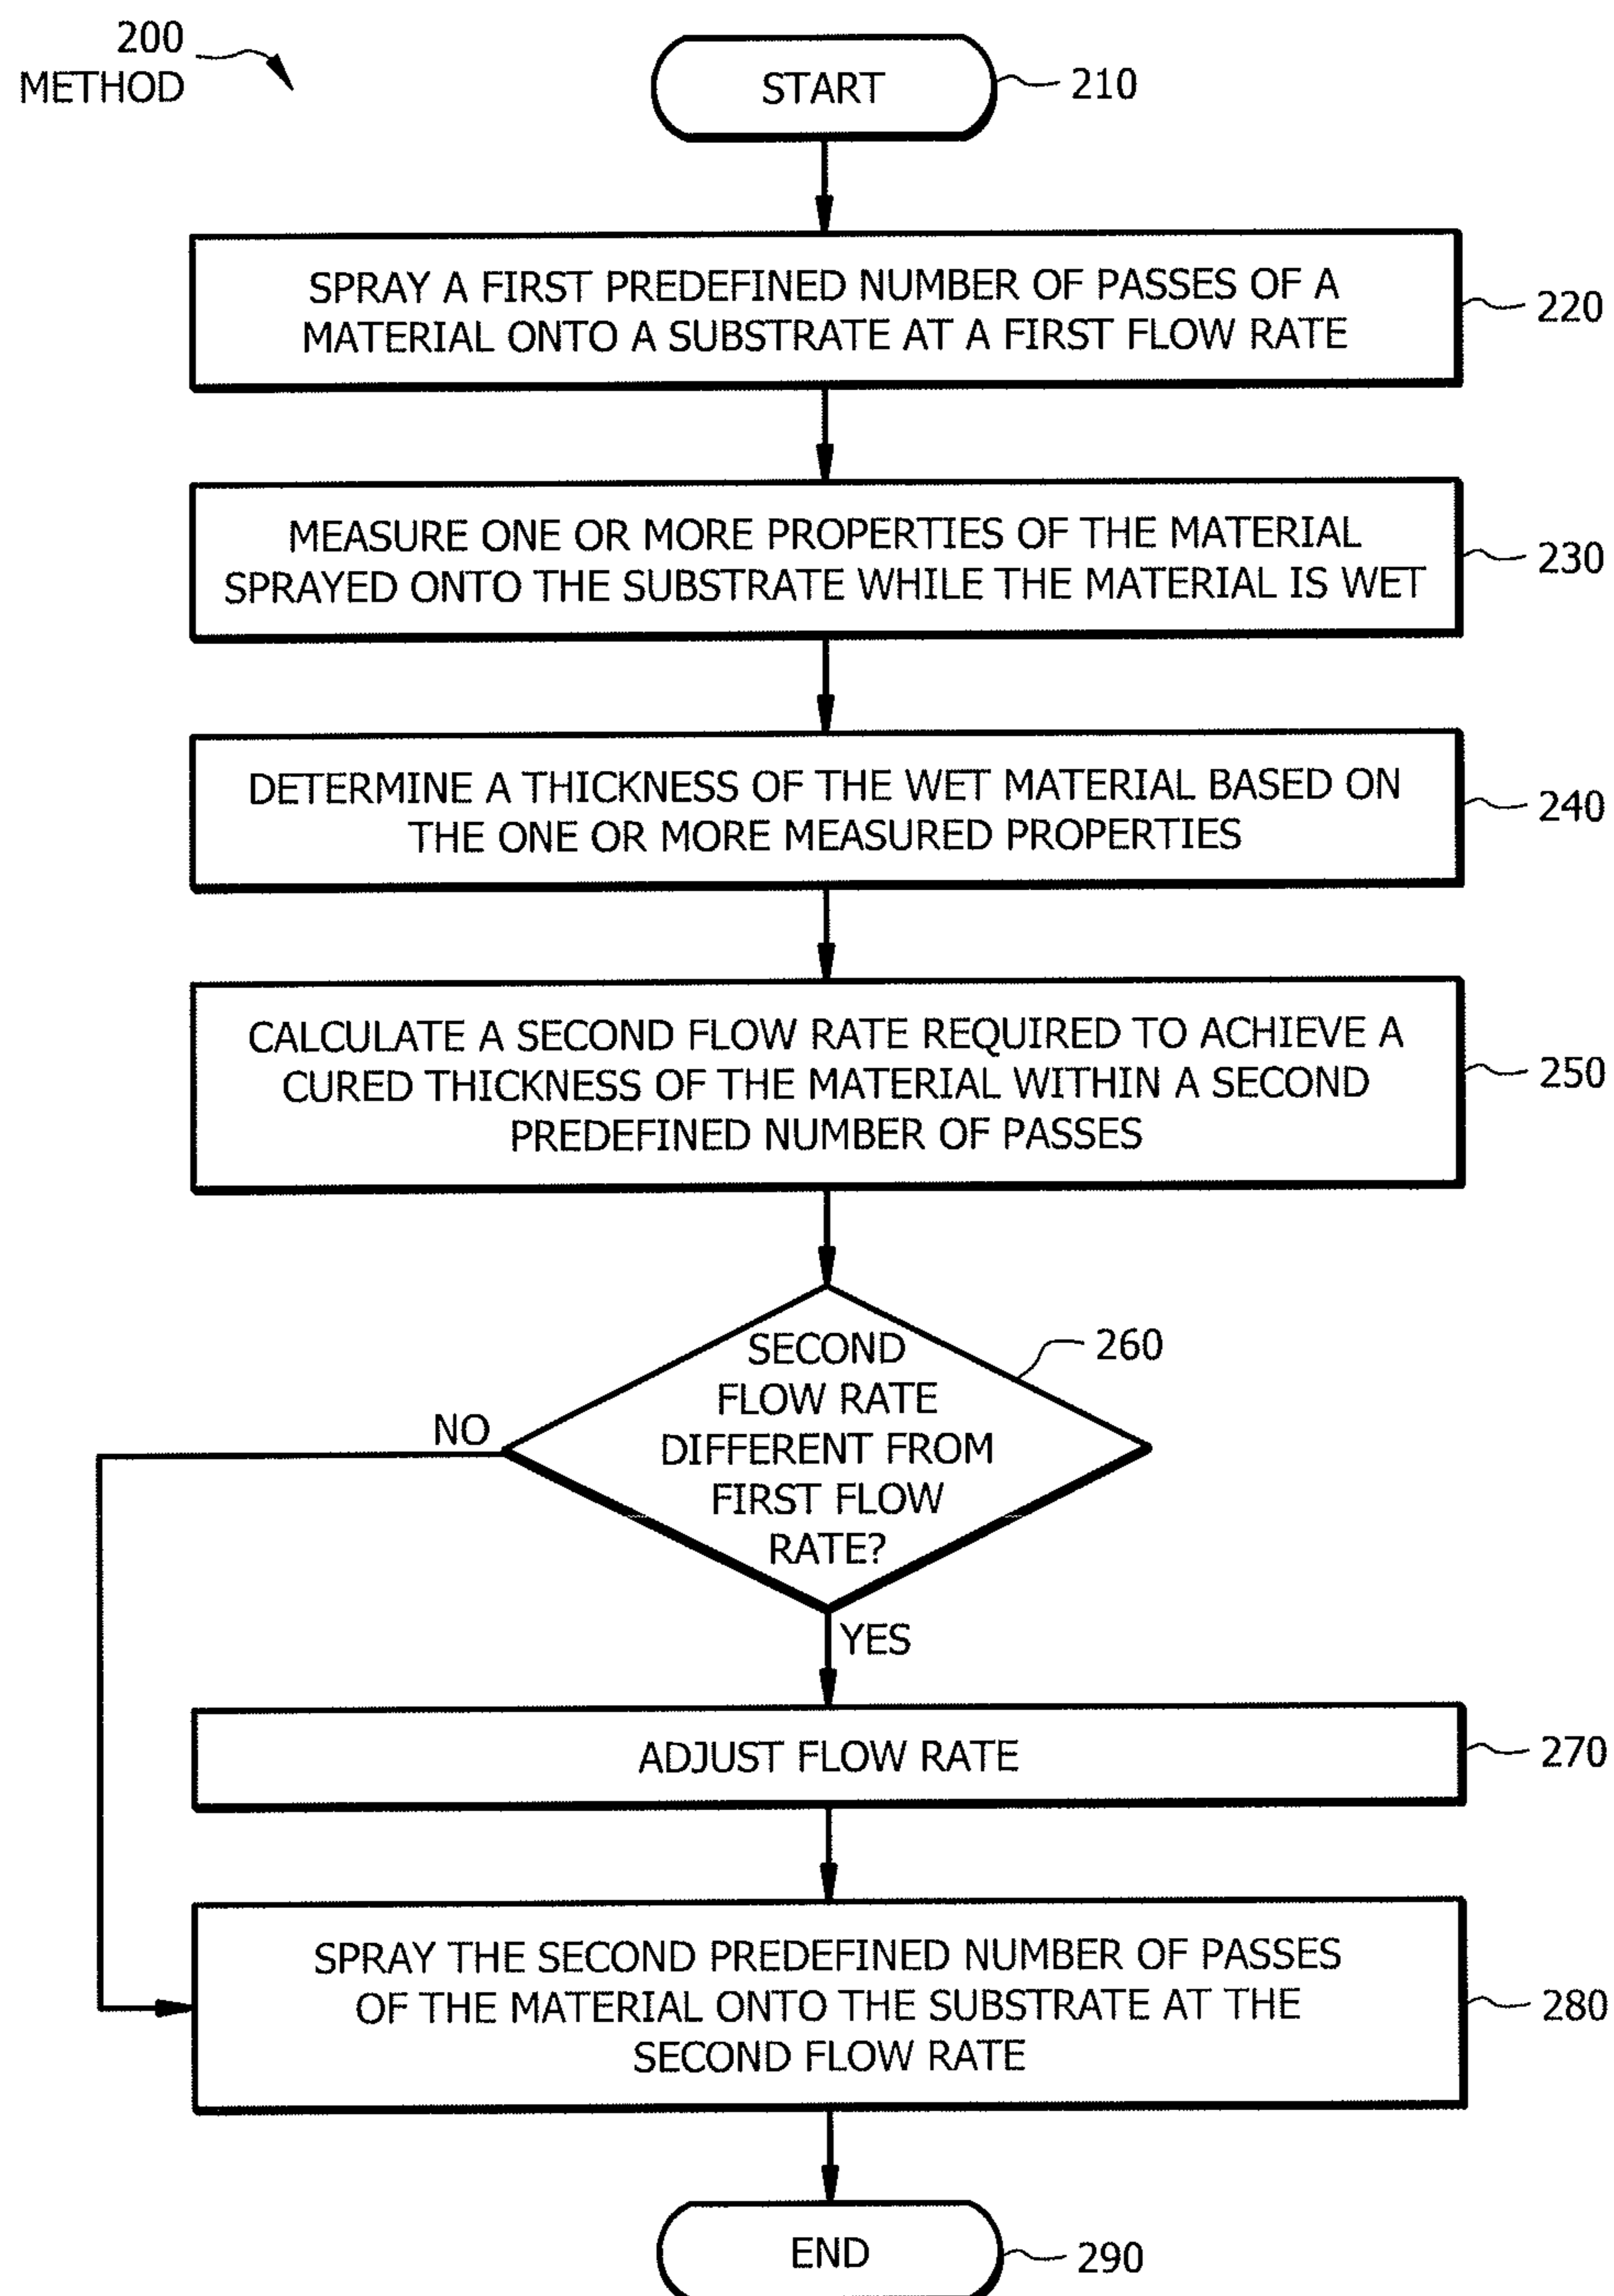 200
METHOD
START
210
SPRAY A FIRST PREDEFINED NUMBER OF PASSES OF A
MATERIAL ONTO A SUBSTRATE AT A FIRST FLOW RATE
220
MEASURE ONE OR MORE PROPERTIES OF THE MATERIAL
SPRAYED ONTO THE SUBSTRATE WHILE THE MATERIAL IS WET
230
DETERMINE A THICKNESS OF THE WET MATERIAL BASED ON
THE ONE OR MORE MEASURED PROPERTIES
240
CALCULATE A SECOND FLOW RATE REQUIRED TO ACHIEVE A
CURED THICKNESS OF THE MATERIAL WITHIN A SECOND
PREDEFINED NUMBER OF PASSES
250
SECOND
FLOW RATE
DIFFERENT FROM
FIRST FLOW
RATE?
260
NO
YES
ADJUST FLOW RATE
270
SPRAY THE SECOND PREDEFINED NUMBER OF PASSES
OF THE MATERIAL ONTO THE SUBSTRATE AT THE
SECOND FLOW RATE
280
END
290